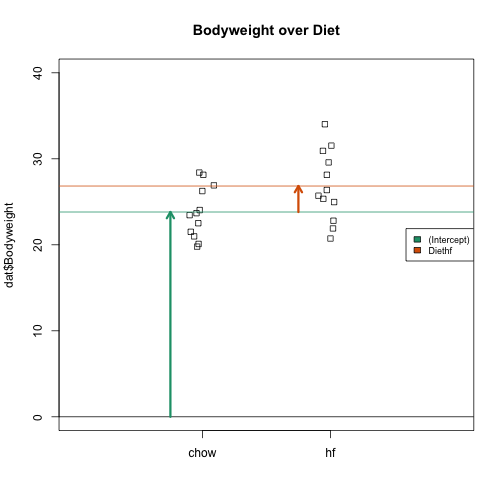 Bodyweight over Diet
dat$Bodyweight
40
30
20
10
0
(Intercept)
Diethf
chow
hf